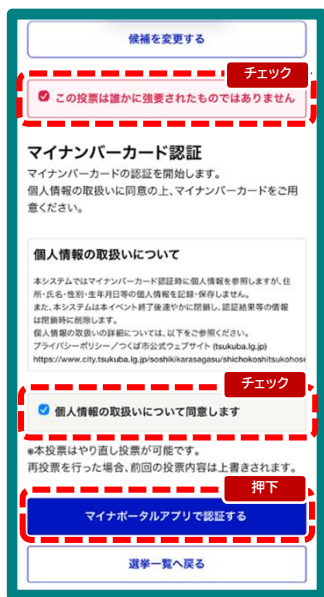 候補を変更する
チェック
この投票は誰かに強要されたものではありません
マイナンバーカード認証
マイナンバーカードの認証を開始します。
個人情報の取扱いに同意の上、マイナンバーカードをご用
意ください。
個人情報の取扱いについて
本システムではマイナンバーカード認証時に個人情報を参照しますが、住
所・氏名・性別・生年月日等の個人情報を記録・保存しません。
また、本システムは本イベント終了後速やかに閉鎖し、認証結果等の情報
は閉鎖時に削除します。
個人情報の取扱いの詳細については、以下をご参照ください。
プライバシーポリシー／つくば市公式ウェブサイト (tsukuba.lg.jp)
https://www.city.tsukuba.lg.jp/soshikikarasagasu/shichokoshitsukohose
チェック
個人情報の取扱いについて同意します
※本投票はやり直し投票が可能です。
再投票を行った場合、前回の投票内容は上書きされます。
押下
マイナポータルアプリで認証する
選挙一覧へ戻る